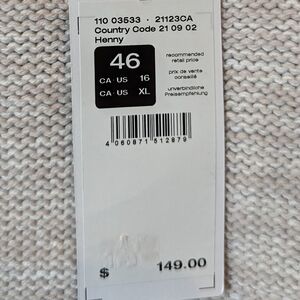 110 03533 · 21123CA
Country Code 21 09 02
Henny
46
CA·US 16
CA·US XL
recommended
retail price
prix de vente
conseillé
unverbindliche
Preisempfehlung
4 060871 512879
$ 149.00